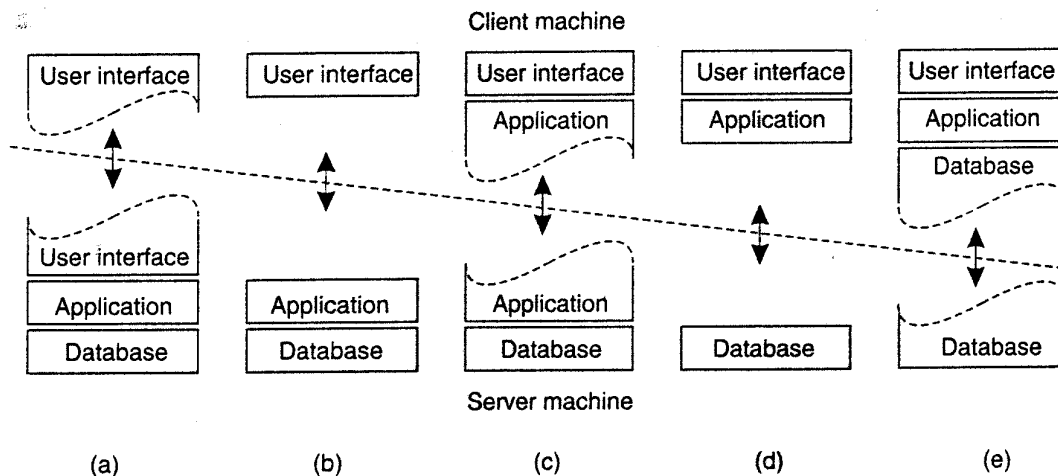 Client machine
User interface User interface User interface User interface User interface
Application Application Application
Database
User interface
Application Application Application
Database Database Database Database Database
Server machine
(a) (b) (c) (d) (e)